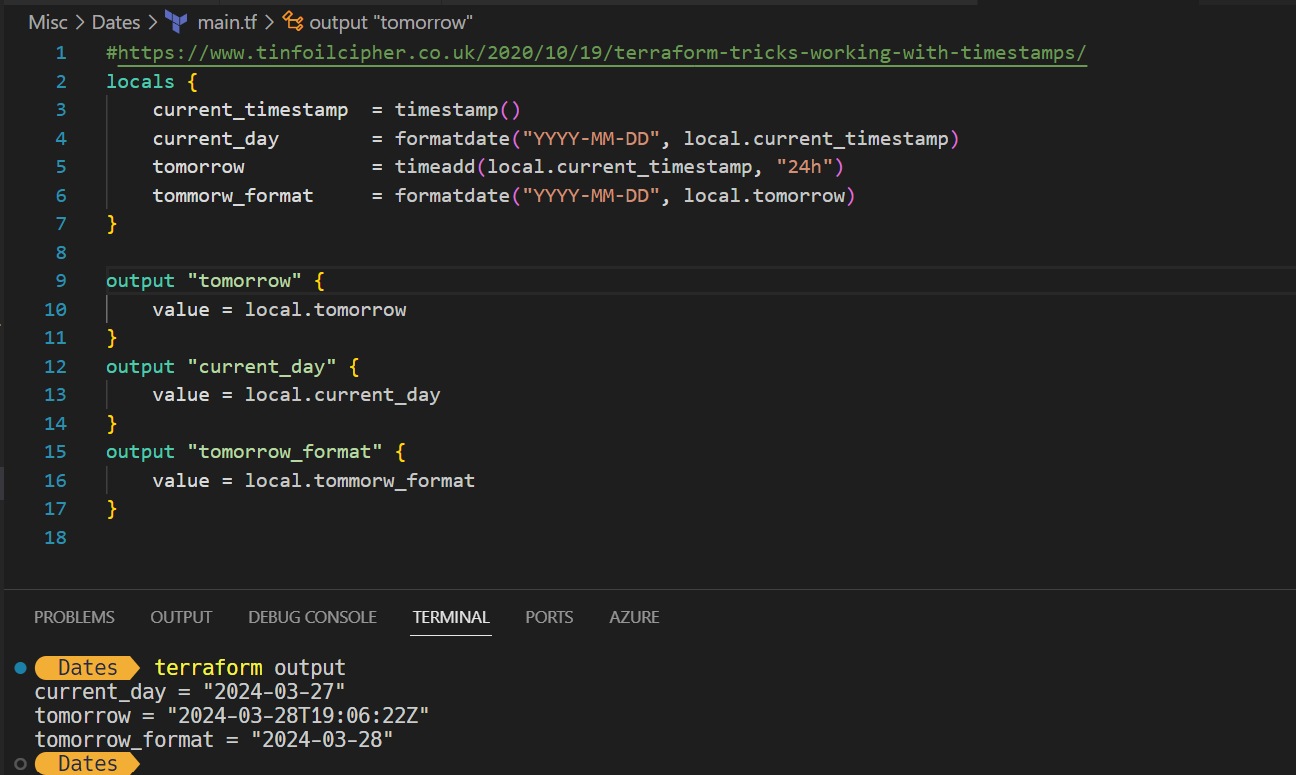 Misc > Dates > main.tf > output "tomorrow"
1 #https://www.tinfoilcipher.co.uk/2020/10/19/terraform-tricks-working-with-timestamps/
2 locals {
3     current_timestamp  = timestamp()
4     current_day        = formatdate("YYYY-MM-DD", local.current_timestamp)
5     tomorrow           = timeadd(local.current_timestamp, "24h")
6     tommorw_format     = formatdate("YYYY-MM-DD", local.tomorrow)
7 }
8
9 output "tomorrow" {
10     value = local.tomorrow
11 }
12 output "current_day" {
13     value = local.current_day
14 }
15 output "tomorrow_format" {
16     value = local.tommorw_format
17 }
18
PROBLEMS OUTPUT DEBUG CONSOLE TERMINAL PORTS AZURE
Dates terraform output
current_day = "2024-03-27"
tomorrow = "2024-03-28T19:06:22Z"
tomorrow_format = "2024-03-28"
Dates